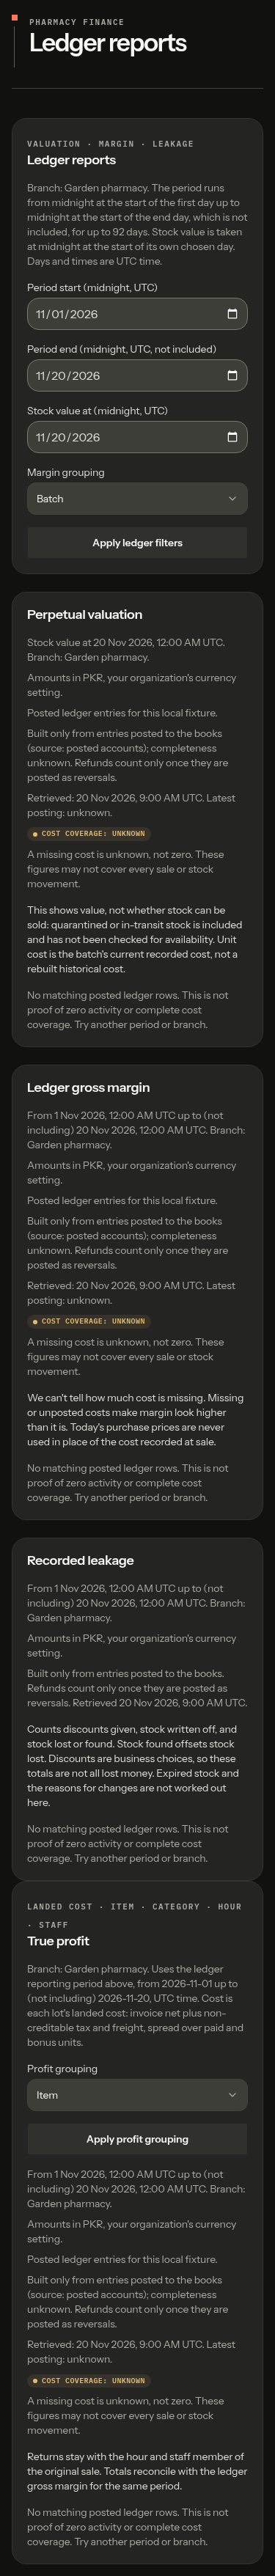 PHARMACY FINANCE
Ledger reports
VALUATION · MARGIN · LEAKAGE
Ledger reports
Branch: Garden pharmacy. The period runs
from midnight at the start of the first day up to
midnight at the start of the end day, which is not
included, for up to 92 days. Stock value is taken
at midnight at the start of its own chosen day.
Days and times are UTC time.
Period start (midnight, UTC)
11/01/2026
Period end (midnight, UTC, not included)
11/20/2026
Stock value at (midnight, UTC)
11/20/2026
Margin grouping
Batch
Apply ledger filters
Perpetual valuation
Stock value at 20 Nov 2026, 12:00 AM UTC.
Branch: Garden pharmacy.
Amounts in PKR, your organization's currency
setting.
Posted ledger entries for this local fixture.
Built only from entries posted to the books
(source: posted accounts); completeness
unknown. Refunds count only once they are
posted as reversals.
Retrieved: 20 Nov 2026, 9:00 AM UTC. Latest
posting: unknown.
COST COVERAGE: UNKNOWN
A missing cost is unknown, not zero. These
figures may not cover every sale or stock
movement.
This shows value, not whether stock can be
sold: quarantined or in-transit stock is included
and has not been checked for availability. Unit
cost is the batch's current recorded cost, not a
rebuilt historical cost.
No matching posted ledger rows. This is not
proof of zero activity or complete cost
coverage. Try another period or branch.
Ledger gross margin
From 1 Nov 2026, 12:00 AM UTC up to (not
including) 20 Nov 2026, 12:00 AM UTC. Branch:
Garden pharmacy.
Amounts in PKR, your organization's currency
setting.
Posted ledger entries for this local fixture.
Built only from entries posted to the books
(source: posted accounts); completeness
unknown. Refunds count only once they are
posted as reversals.
Retrieved: 20 Nov 2026, 9:00 AM UTC. Latest
posting: unknown.
COST COVERAGE: UNKNOWN
A missing cost is unknown, not zero. These
figures may not cover every sale or stock
movement.
We can't tell how much cost is missing. Missing
or unposted costs make margin look higher
than it is. Today's purchase prices are never
used in place of the cost recorded at sale.
No matching posted ledger rows. This is not
proof of zero activity or complete cost
coverage. Try another period or branch.
Recorded leakage
From 1 Nov 2026, 12:00 AM UTC up to (not
including) 20 Nov 2026, 12:00 AM UTC. Branch:
Garden pharmacy.
Amounts in PKR, your organization's currency
setting.
Built only from entries posted to the books.
Refunds count only once they are posted as
reversals. Retrieved 20 Nov 2026, 9:00 AM UTC.
Counts discounts given, stock written off, and
stock lost or found. Stock found offsets stock
lost. Discounts are business choices, so these
totals are not all lost money. Expired stock and
the reasons for changes are not worked out
here.
No matching posted ledger rows. This is not
proof of zero activity or complete cost
coverage. Try another period or branch.
LANDED COST · ITEM · CATEGORY · HOUR
· STAFF
True profit
Branch: Garden pharmacy. Uses the ledger
reporting period above, from 2026-11-01 up to
(not including) 2026-11-20, UTC time. Cost is
each lot's landed cost: invoice net plus non-
creditable tax and freight, spread over paid and
bonus units.
Profit grouping
Item
Apply profit grouping
From 1 Nov 2026, 12:00 AM UTC up to (not
including) 20 Nov 2026, 12:00 AM UTC. Branch:
Garden pharmacy.
Amounts in PKR, your organization's currency
setting.
Posted ledger entries for this local fixture.
Built only from entries posted to the books
(source: posted accounts); completeness
unknown. Refunds count only once they are
posted as reversals.
Retrieved: 20 Nov 2026, 9:00 AM UTC. Latest
posting: unknown.
COST COVERAGE: UNKNOWN
A missing cost is unknown, not zero. These
figures may not cover every sale or stock
movement.
Returns stay with the hour and staff member of
the original sale. Totals reconcile with the ledger
gross margin for the same period.
No matching posted ledger rows. This is not
proof of zero activity or complete cost
coverage. Try another period or branch.